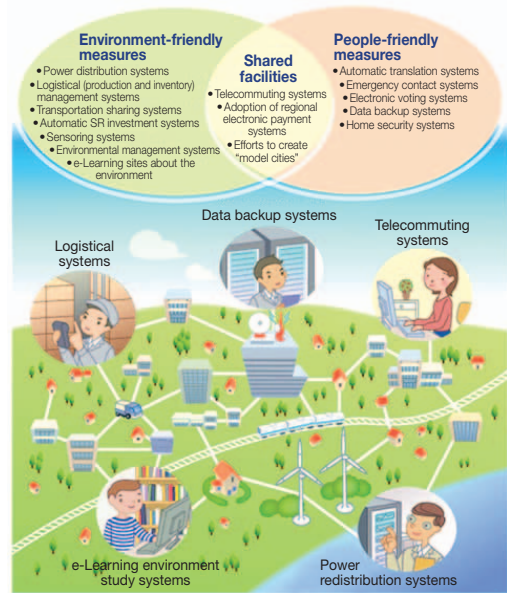 Environment-friendly
measures
• Power distribution systems
• Logistical (production and inventory)
management systems
• Transportation sharing systems
• Automatic SR investment systems
• Sensoring systems
• Environmental management systems
• e-Learning sites about the
environment
Shared
facilities
• Telecommuting systems
• Adoption of regional
electronic payment
systems
• Efforts to create
“model cities”
People-friendly
measures
• Automatic translation systems
• Emergency contact systems
• Electronic voting systems
• Data backup systems
• Home security systems
Data backup systems
Logistical
systems
Telecommuting
systems
e-Learning environment
study systems
Power
redistribution systems